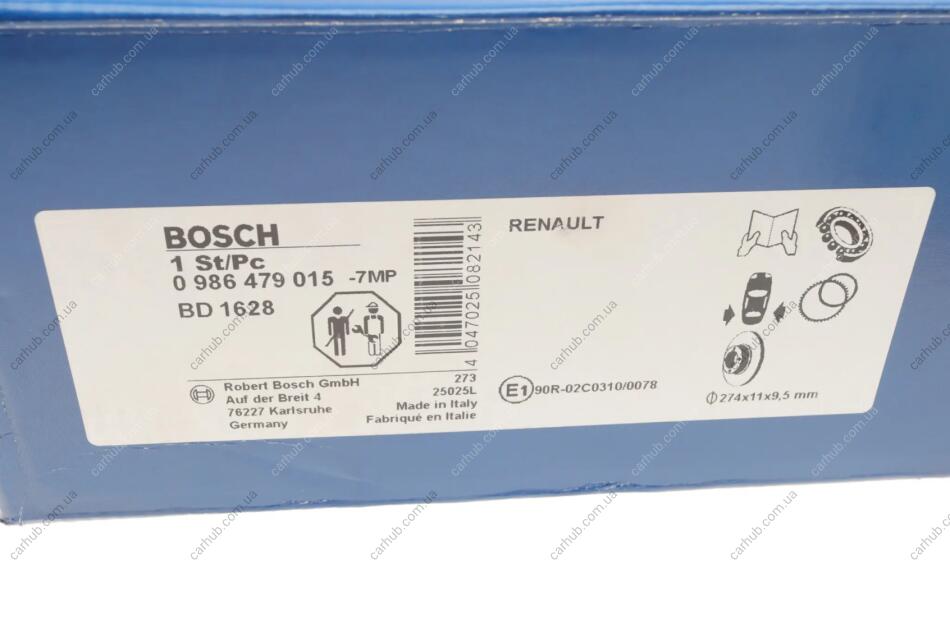 BOSCH
1 St/Pc
0 986 479 015 -7MP
BD 1628
4 047025 082143
Robert Bosch GmbH
Auf der Breit 4
76227 Karlsruhe
Germany
273
25025L
Made in Italy
Fabriqué en Italie
RENAULT
E1 90R-02C0310/0078
∅ 274x11x9,5 mm
carhub.com.ua